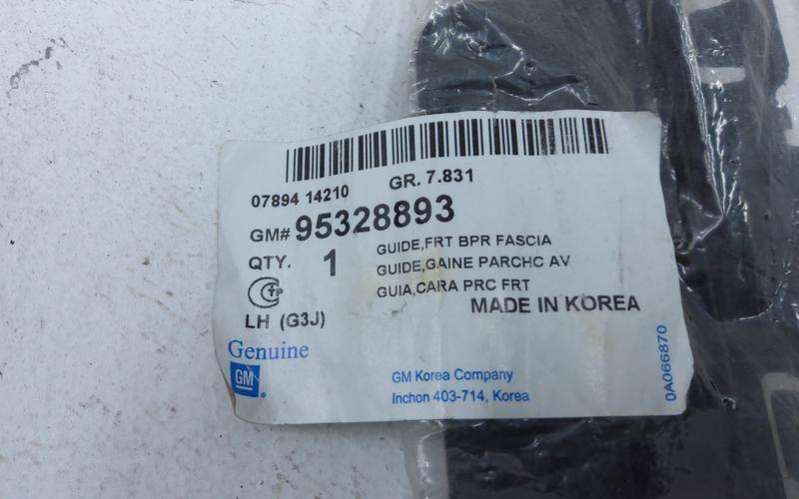 07894 14210 GR. 7.831
GM# 95328893
QTY. 1
GUIDE,FRT BPR FASCIA
GUIDE,GAINE PARCHC AV
GUIA,CARA PRC FRT
MADE IN KOREA
LH (G3J)
Genuine
GM
GM Korea Company
Inchon 403-714, Korea
0A066870